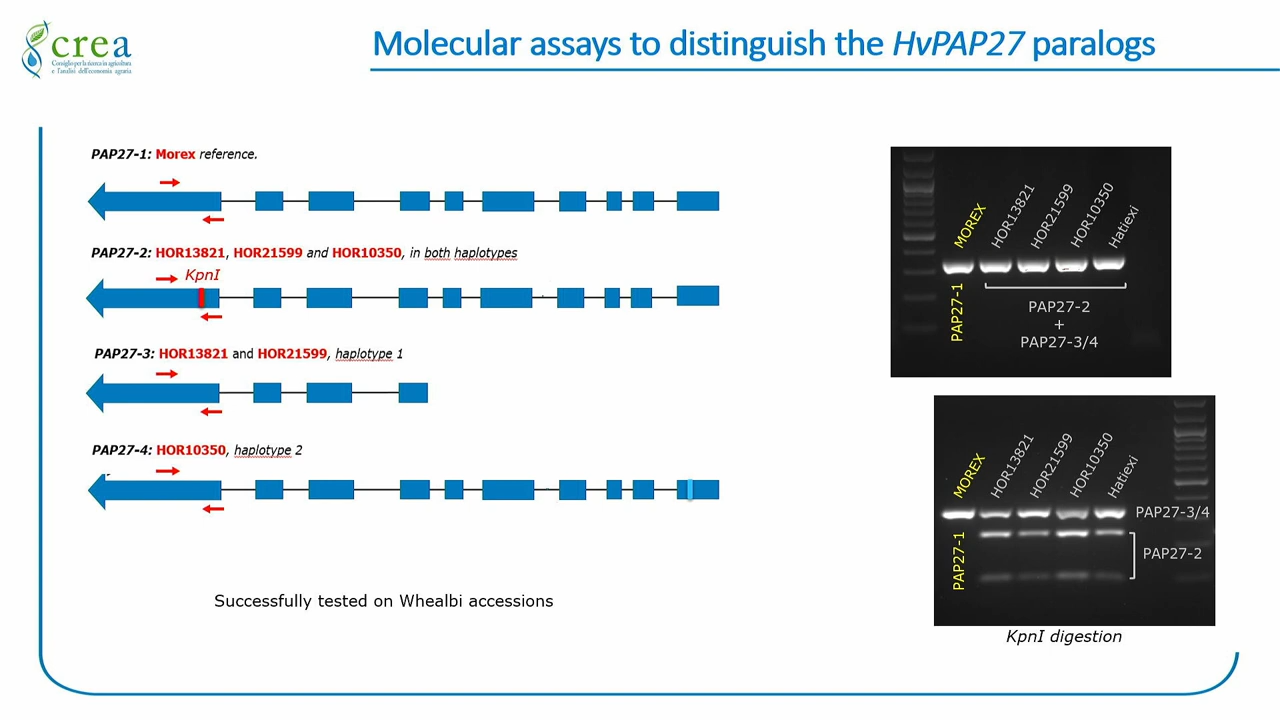 crea
Consiglio per la ricerca in agricoltura
e l'analisi dell'economia agraria
Molecular assays to distinguish the HvPAP27 paralogs
PAP27-1: Morex reference.
PAP27-2: HOR13821, HOR21599 and HOR10350, in both haplotypes
KpnI
PAP27-3: HOR13821 and HOR21599, haplotype 1
PAP27-4: HOR10350, haplotype 2
Successfully tested on Whealbi accessions
MOREX
HOR13821
HOR21599
HOR10350
Hatiexi
PAP27-1
PAP27-2
+
PAP27-3/4
MOREX
HOR13821
HOR21599
HOR10350
Hatiexi
PAP27-3/4
PAP27-1
PAP27-2
KpnI digestion